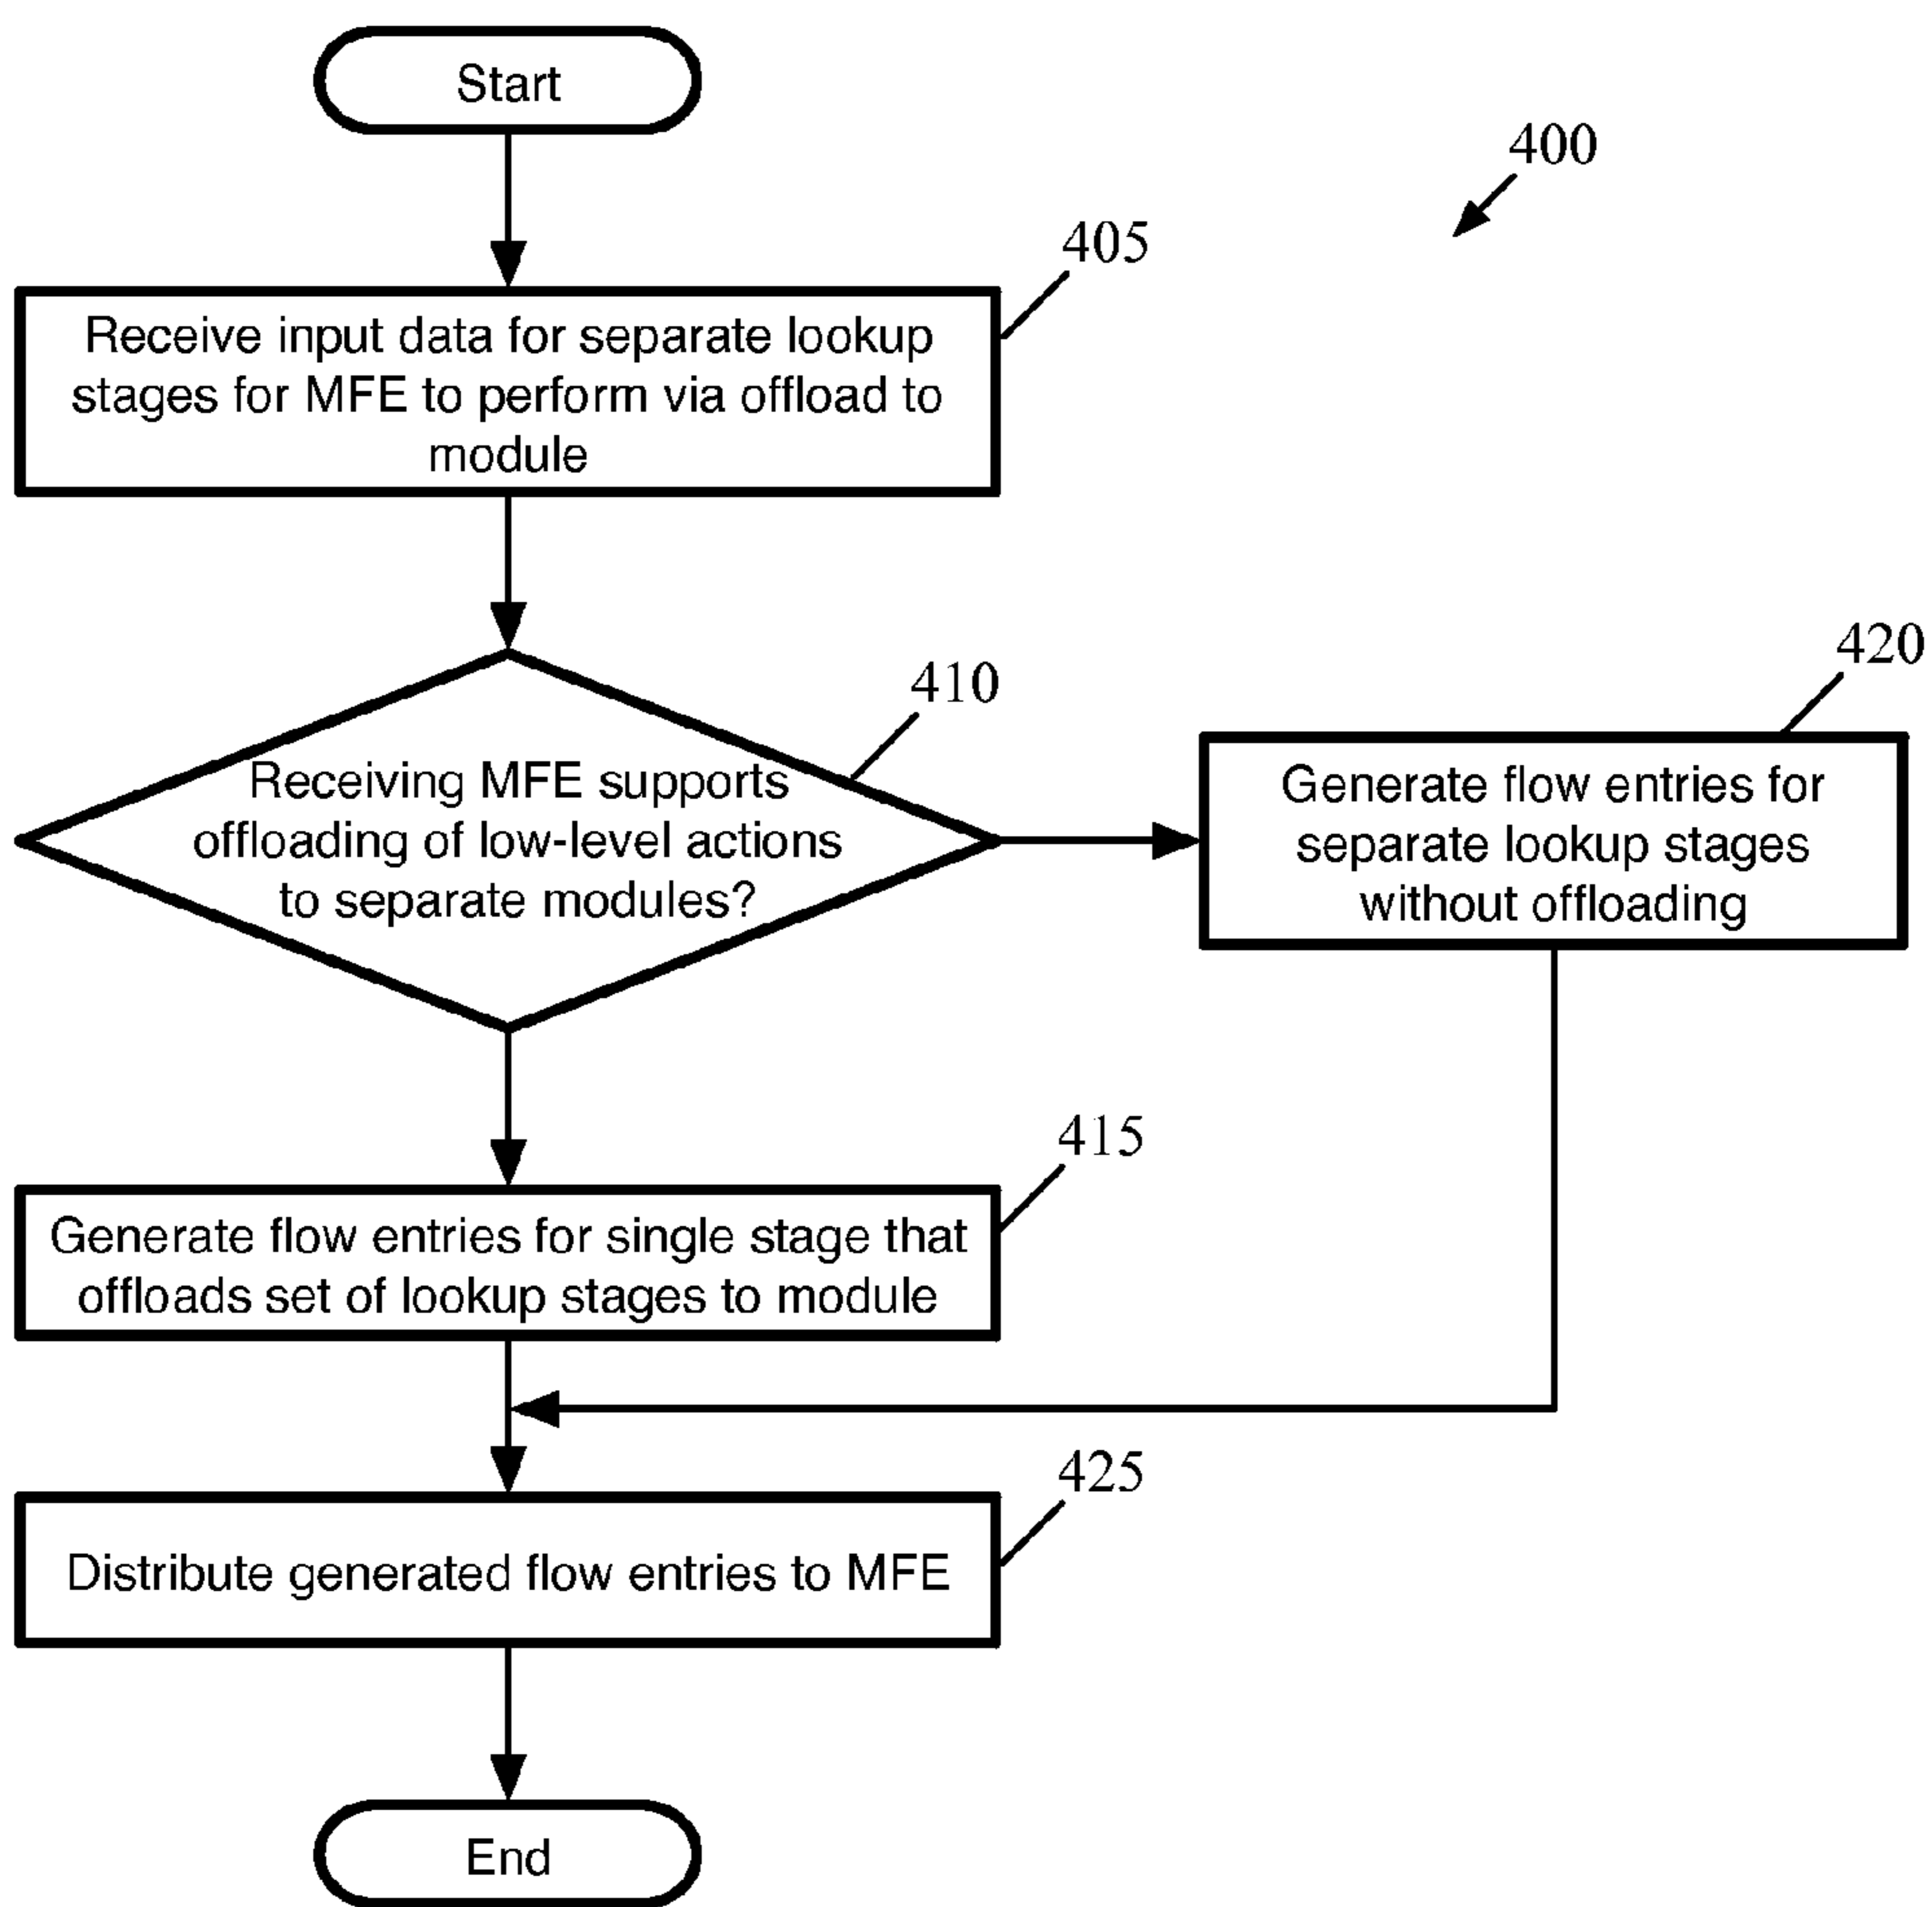 Start
400
405
Receive input data for separate lookup
stages for MFE to perform via offload to
module
410
Receiving MFE supports
offloading of low-level actions
to separate modules?
420
Generate flow entries for
separate lookup stages
without offloading
415
Generate flow entries for single stage that
offloads set of lookup stages to module
425
Distribute generated flow entries to MFE
End